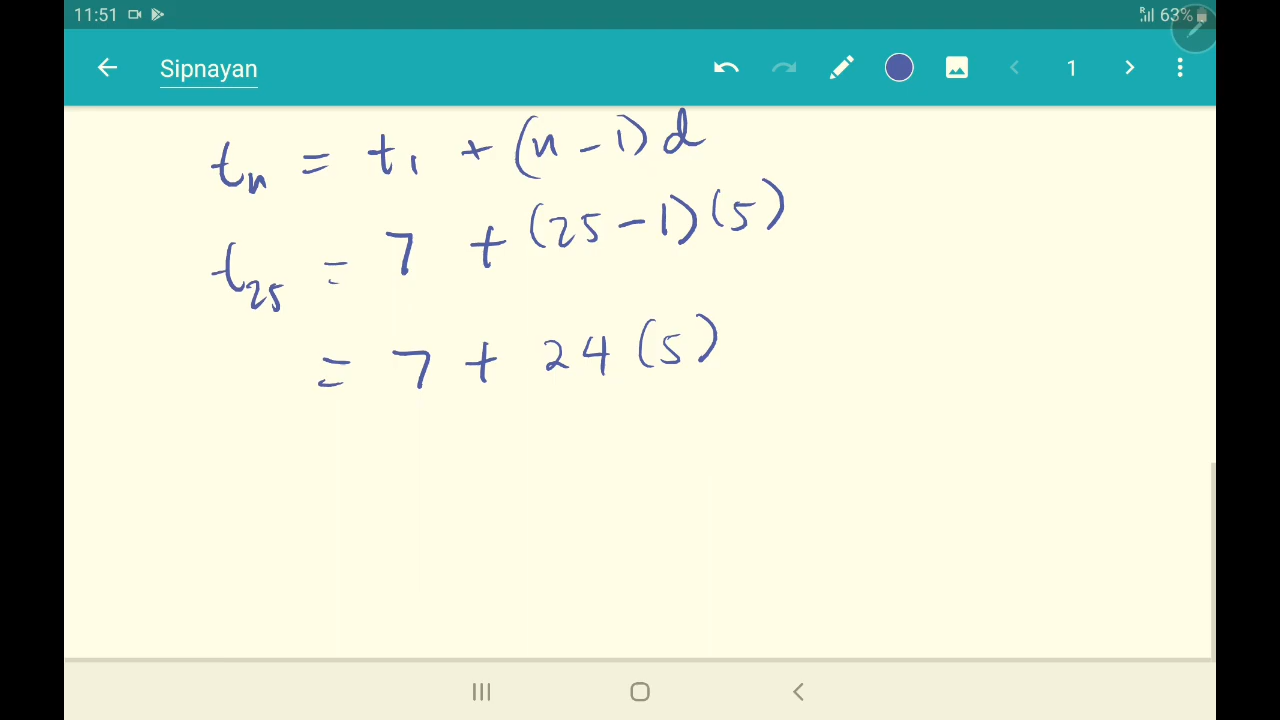 11:51 63%
Sipnayan 1
tₙ = t₁ + (n - 1) d
t₂₅ = 7 + (25 - 1) (5)
= 7 + 24 (5)